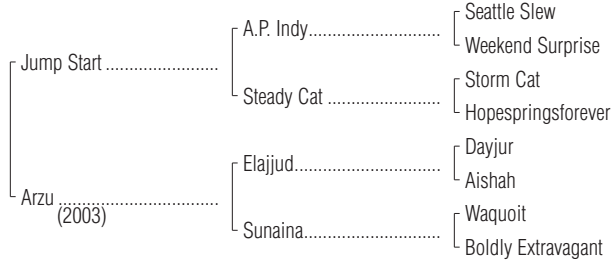 Seattle Slew
A.P. Indy............................
Weekend Surprise
Jump Start ........................
Storm Cat
Steady Cat ........................
Hopespringsforever
Dayjur
Elajjud...............................
Aishah
Arzu ..................................
(2003)
Waquoit
Sunaina.............................
Boldly Extravagant